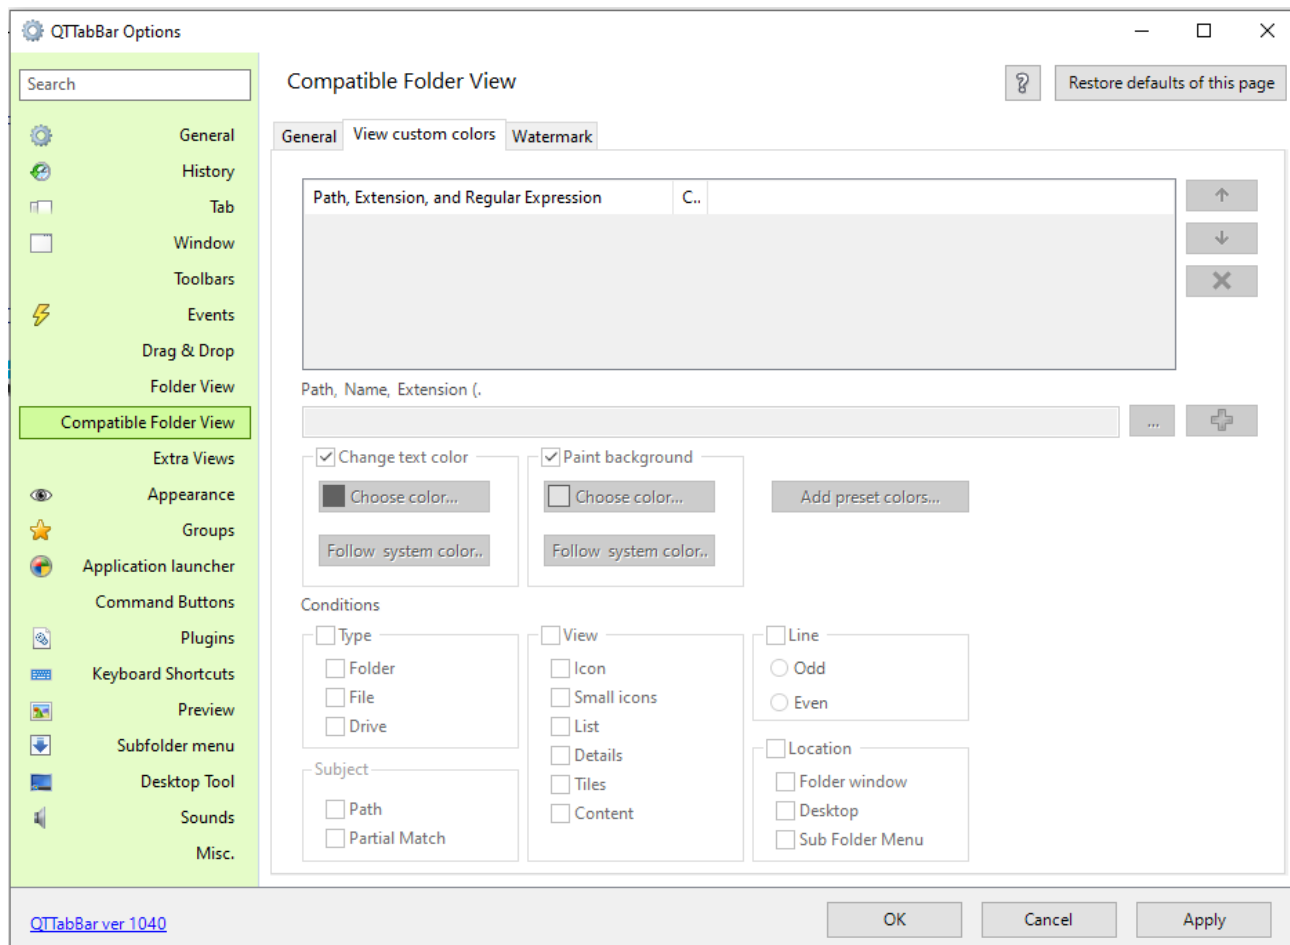 QTTabBar Options
Search
General
History
Tab
Window
Toolbars
Events
Drag & Drop
Folder View
Compatible Folder View
Extra Views
Appearance
Groups
Application launcher
Command Buttons
Plugins
Keyboard Shortcuts
Preview
Subfolder menu
Desktop Tool
Sounds
Misc.
QTTabBar ver 1040
Compatible Folder View
?
Restore defaults of this page
General View custom colors Watermark
Path, Extension, and Regular Expression C..
Path, Name, Extension (.
...
Change text color
Choose color...
Follow system color..
Paint background
Choose color...
Follow system color..
Add preset colors...
Conditions
Type
Folder
File
Drive
Subject
Path
Partial Match
View
Icon
Small icons
List
Details
Tiles
Content
Line
Odd
Even
Location
Folder window
Desktop
Sub Folder Menu
OK Cancel Apply